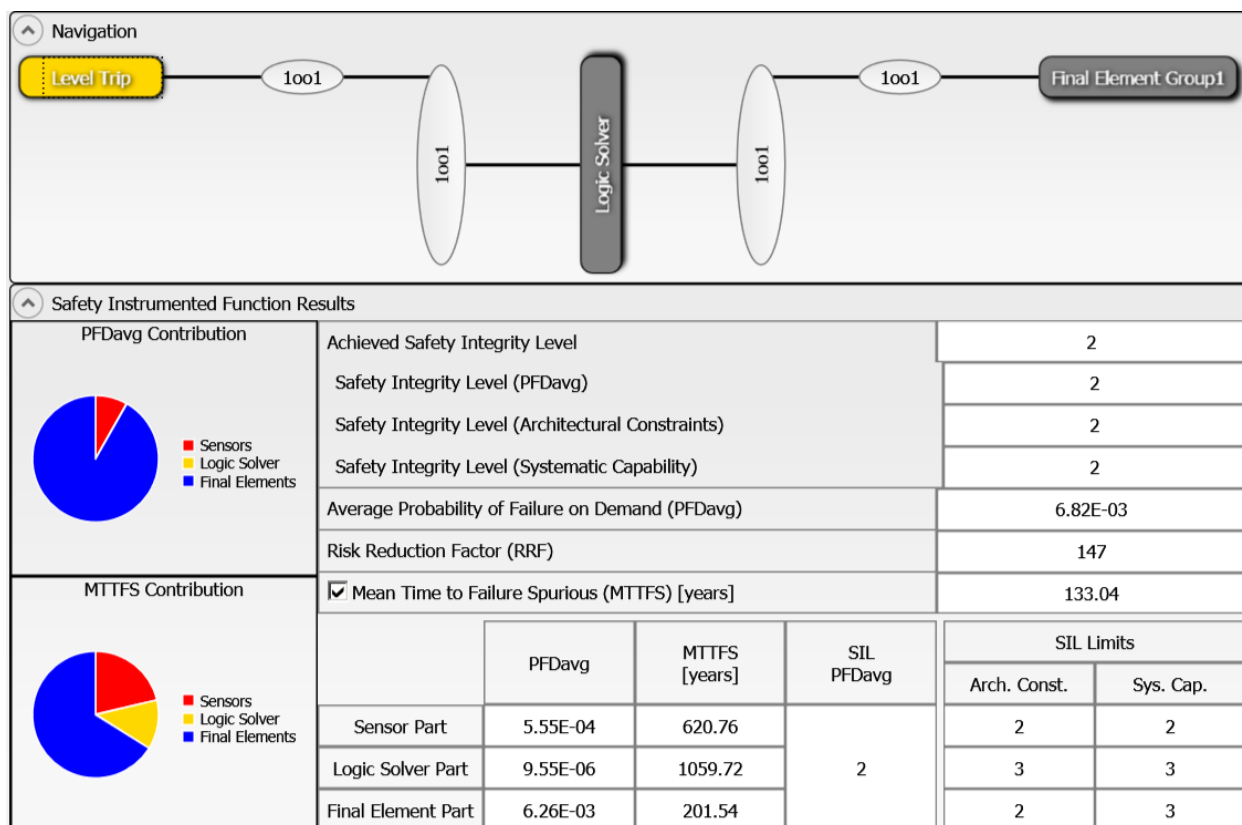 Navigation
Level Trip
1oo1
1oo1
Logic Solver
1oo1
1oo1
Final Element Group1
Safety Instrumented Function Results
PFDavg Contribution
Sensors
Logic Solver
Final Elements
MTTFS Contribution
Sensors
Logic Solver
Final Elements
Achieved Safety Integrity Level 2
Safety Integrity Level (PFDavg) 2
Safety Integrity Level (Architectural Constraints) 2
Safety Integrity Level (Systematic Capability) 2
Average Probability of Failure on Demand (PFDavg) 6.82E-03
Risk Reduction Factor (RRF) 147
Mean Time to Failure Spurious (MTTFS) [years] 133.04
PFDavg MTTFS [years] SIL PFDavg SIL Limits
Arch. Const. Sys. Cap.
Sensor Part 5.55E-04 620.76 2 2
Logic Solver Part 9.55E-06 1059.72 2 3 3
Final Element Part 6.26E-03 201.54 2 3